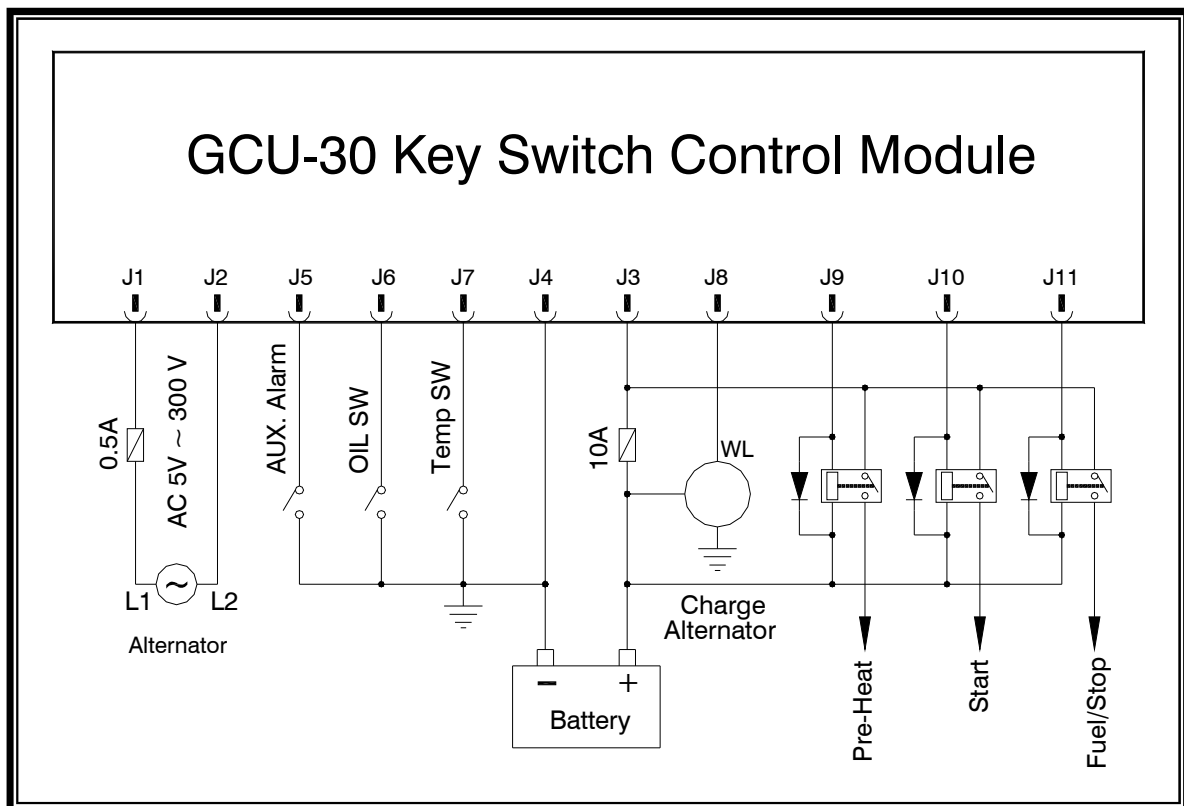 GCU-30 Key Switch Control Module
J1 J2 J5 J6 J7 J4 J3 J8 J9 J10 J11
0.5A
AC 5V ~ 300 V
AUX. Alarm
OIL SW
Temp SW
10A
WL
~
L1 L2
Alternator
Charge
Alternator
− +
Battery
Pre-Heat
Start
Fuel/Stop